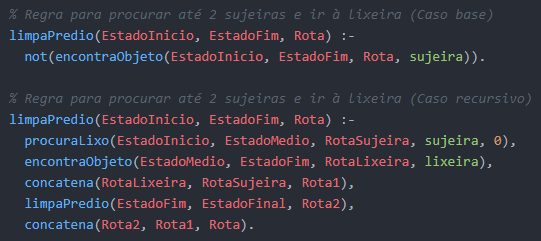 % Regra para procurar até 2 sujeiras e ir à lixeira (Caso base)
limpaPredio(EstadoInicio, EstadoFim, Rota) :-
not(encontraObjeto(EstadoInicio, EstadoFim, Rota, sujeira)).
% Regra para procurar até 2 sujeiras e ir à lixeira (Caso recursivo)
limpaPredio(EstadoInicio, EstadoFim, Rota) :-
procuraLixo(EstadoInicio, EstadoMedio, RotaSujeira, sujeira, 0),
encontraObjeto(EstadoMedio, EstadoFim, RotaLixeira, lixeira),
concatena(RotaLixeira, RotaSujeira, Rota1),
limpaPredio(EstadoFim, EstadoFinal, Rota2),
concatena(Rota2, Rota1, Rota).